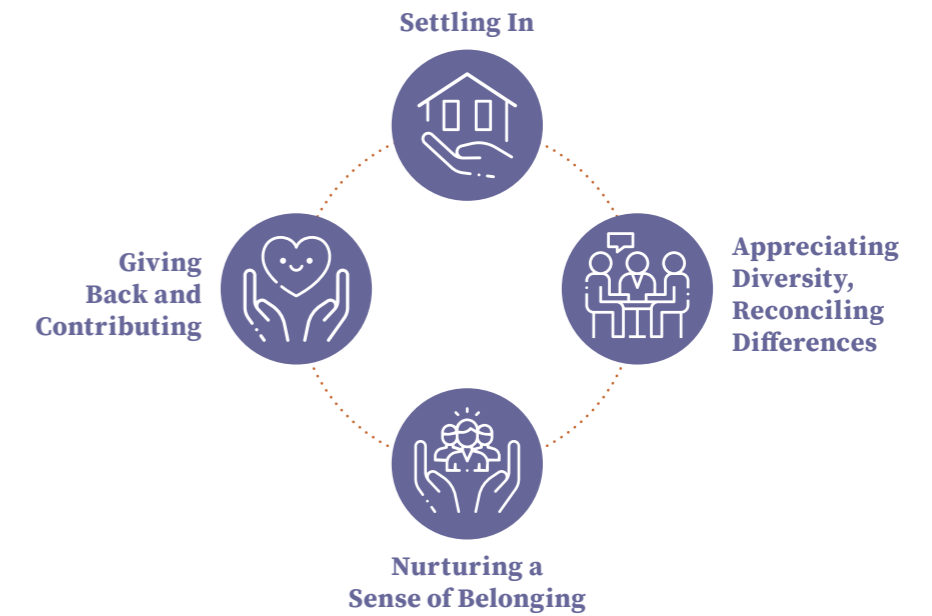 Settling In
Appreciating
Diversity,
Reconciling
Differences
Giving
Back and
Contributing
Nurturing a
Sense of Belonging